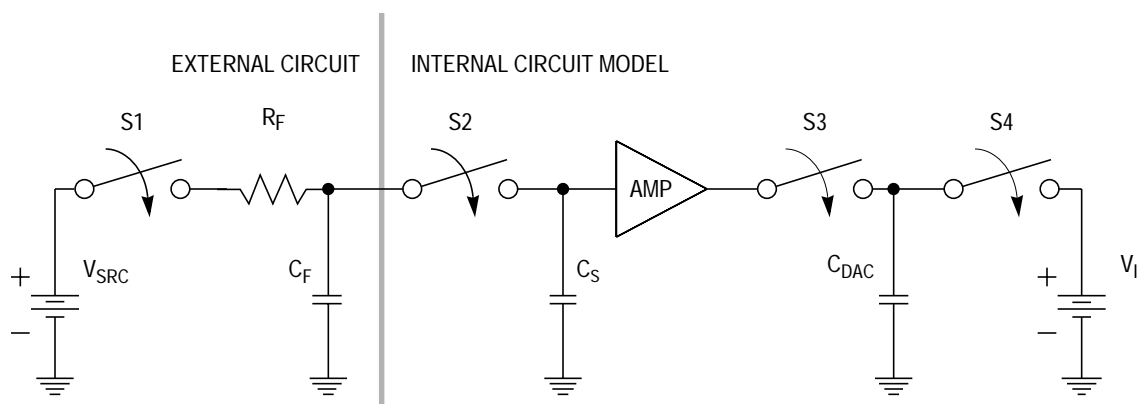 EXTERNAL CIRCUIT
INTERNAL CIRCUIT MODEL
S1
RF
S2
S3
S4
AMP
+
VSRC
−
CF
CS
CDAC
+
VI
−